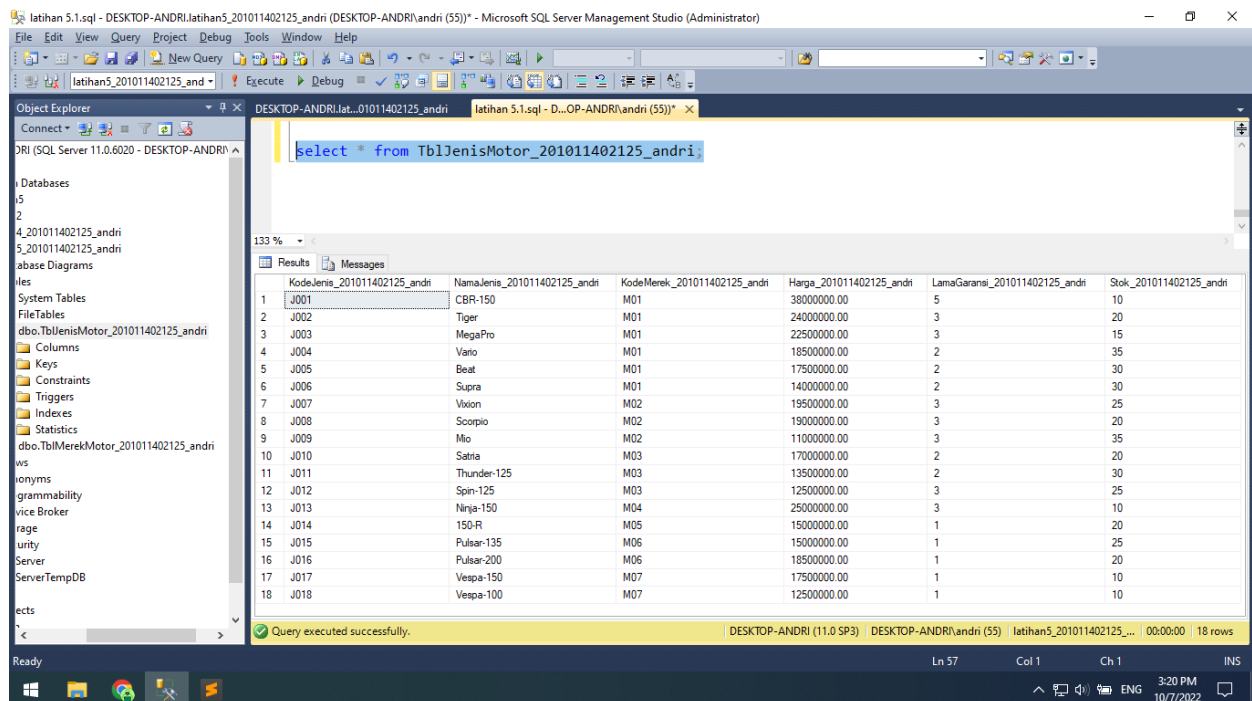 latihan 5.1.sql - DESKTOP-ANDRI.latihan5_201011402125_andri (DESKTOP-ANDRI\andri (55))* - Microsoft SQL Server Management Studio (Administrator)
File Edit View Query Project Debug Tools Window Help
New Query
latihan5_201011402125_and Execute Debug
Object Explorer
DESKTOP-ANDRI.lat...01011402125_andri latihan 5.1.sql - D...OP-ANDRI\andri (55))*
Connect
DRI (SQL Server 11.0.6020 - DESKTOP-ANDRI\
Databases
5
2
4_201011402125_andri
5_201011402125_andri
abase Diagrams
les
System Tables
FileTables
dbo.TblJenisMotor_201011402125_andri
Columns
Keys
Constraints
Triggers
Indexes
Statistics
dbo.TblMerekMotor_201011402125_andri
ws
onyms
grammability
vice Broker
rage
urity
Server
ServerTempDB
ects
select * from TblJenisMotor_201011402125_andri;
133 %
Results Messages
KodeJenis_201011402125_andri NamaJenis_201011402125_andri KodeMerek_201011402125_andri Harga_201011402125_andri LamaGaransi_201011402125_andri Stok_201011402125_andri
1 J001 CBR-150 M01 38000000.00 5 10
2 J002 Tiger M01 24000000.00 3 20
3 J003 MegaPro M01 22500000.00 3 15
4 J004 Vario M01 18500000.00 2 35
5 J005 Beat M01 17500000.00 2 30
6 J006 Supra M01 14000000.00 2 30
7 J007 Vixion M02 19500000.00 3 25
8 J008 Scorpio M02 19000000.00 3 20
9 J009 Mio M02 11000000.00 3 35
10 J010 Satria M03 17000000.00 2 20
11 J011 Thunder-125 M03 13500000.00 2 30
12 J012 Spin-125 M03 12500000.00 3 25
13 J013 Ninja-150 M04 25000000.00 3 10
14 J014 150-R M05 15000000.00 1 20
15 J015 Pulsar-135 M06 15000000.00 1 25
16 J016 Pulsar-200 M06 18500000.00 1 20
17 J017 Vespa-150 M07 17500000.00 1 10
18 J018 Vespa-100 M07 12500000.00 1 10
Query executed successfully. DESKTOP-ANDRI (11.0 SP3) DESKTOP-ANDRI\andri (55) latihan5_201011402125_... 00:00:00 18 rows
Ready Ln 57 Col 1 Ch 1 INS
ENG 3:20 PM
10/7/2022